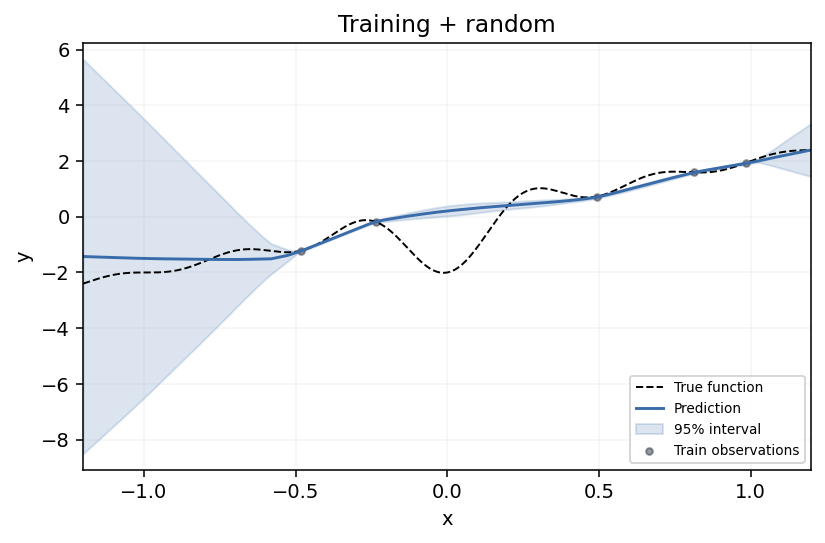 Training + random
6
4
2
0
−2
−4
−6
−8
y
−1.0
−0.5
0.0
0.5
1.0
x
True function
Prediction
95% interval
Train observations